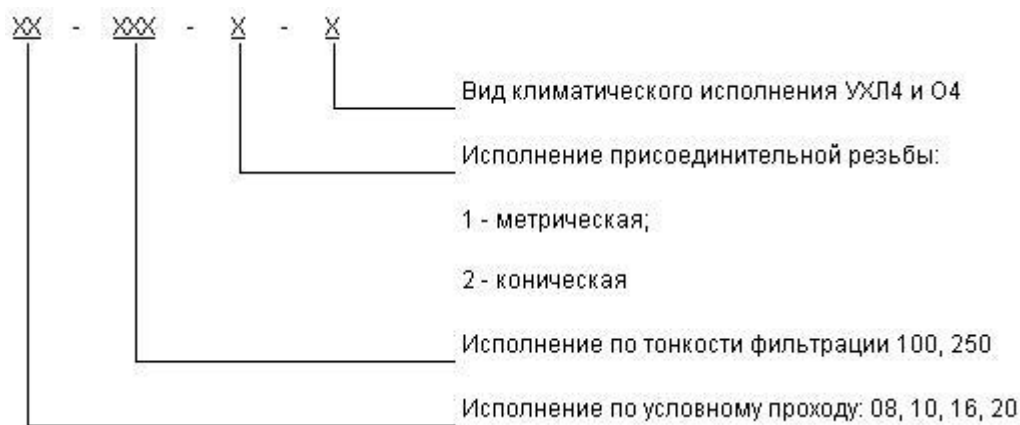 XX - XXX - X - X
Вид климатического исполнения УХЛ4 и О4
Исполнение присоединительной резьбы:
1 - метрическая;
2 - коническая
Исполнение по тонкости фильтрации 100, 250
Исполнение по условному проходу: 08, 10, 16, 20